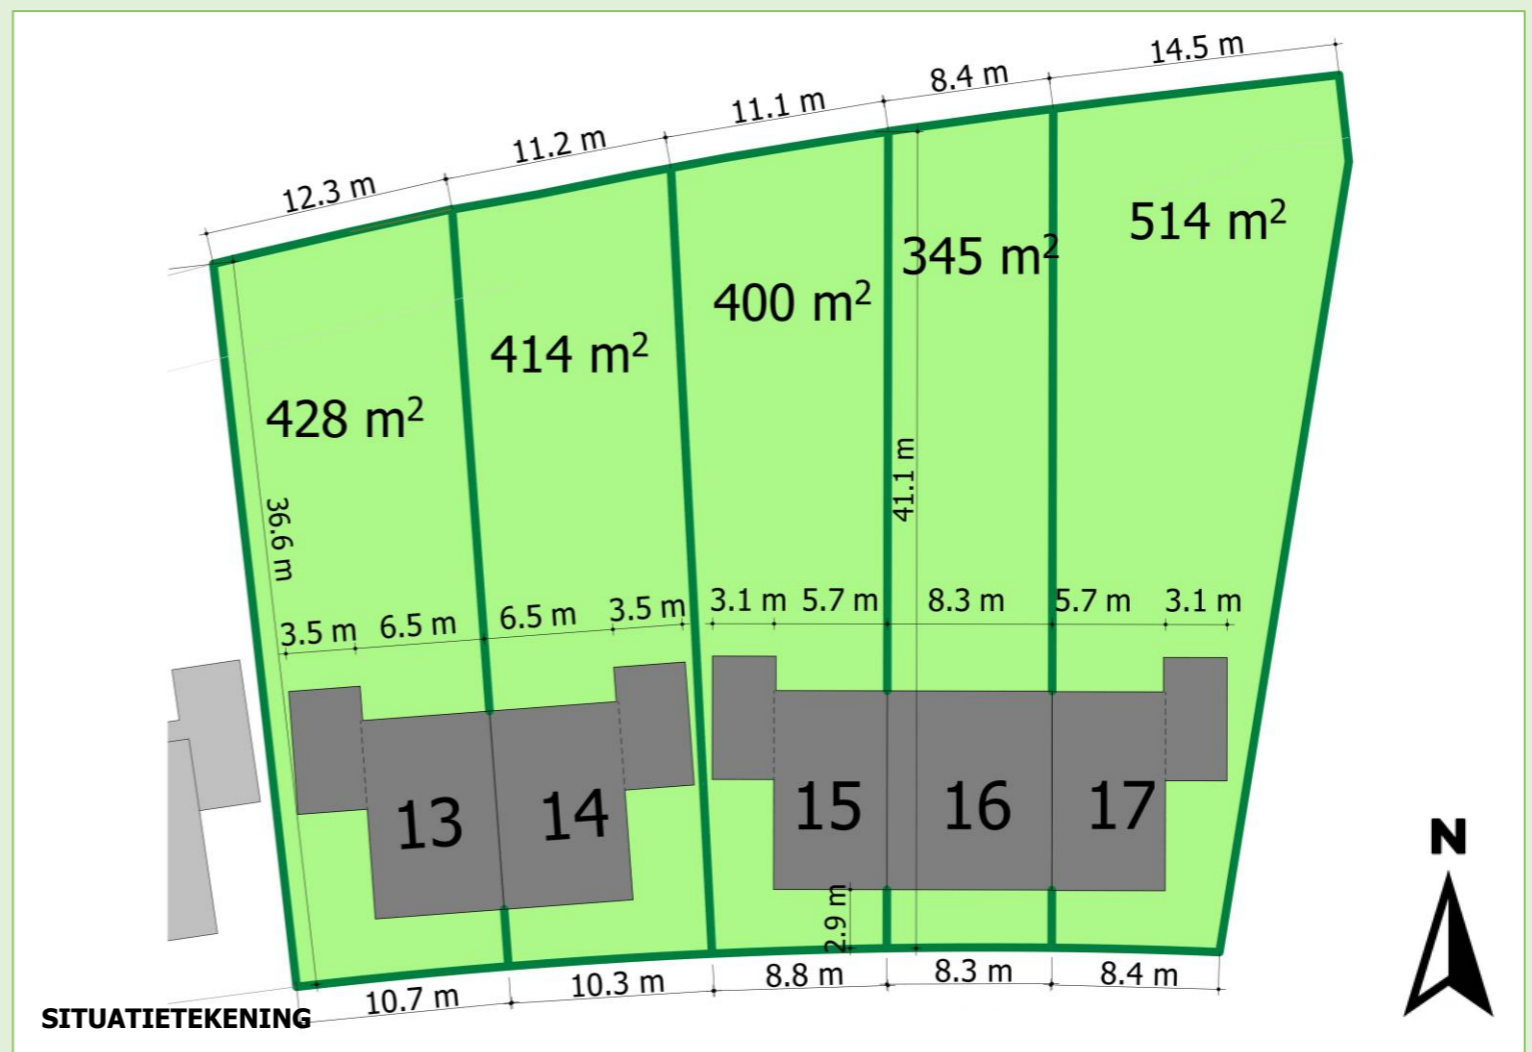 14.5 m
8.4 m
11.1 m
11.2 m
12.3 m
514 m²
345 m²
400 m²
414 m²
428 m²
36.6 m
41.1 m
3.5 m 6.5 m 6.5 m 3.5 m 3.1 m 5.7 m 8.3 m 5.7 m 3.1 m
13 14 15 16 17
2.9 m
N
10.7 m 10.3 m 8.8 m 8.3 m 8.4 m
SITUATIETEKENING